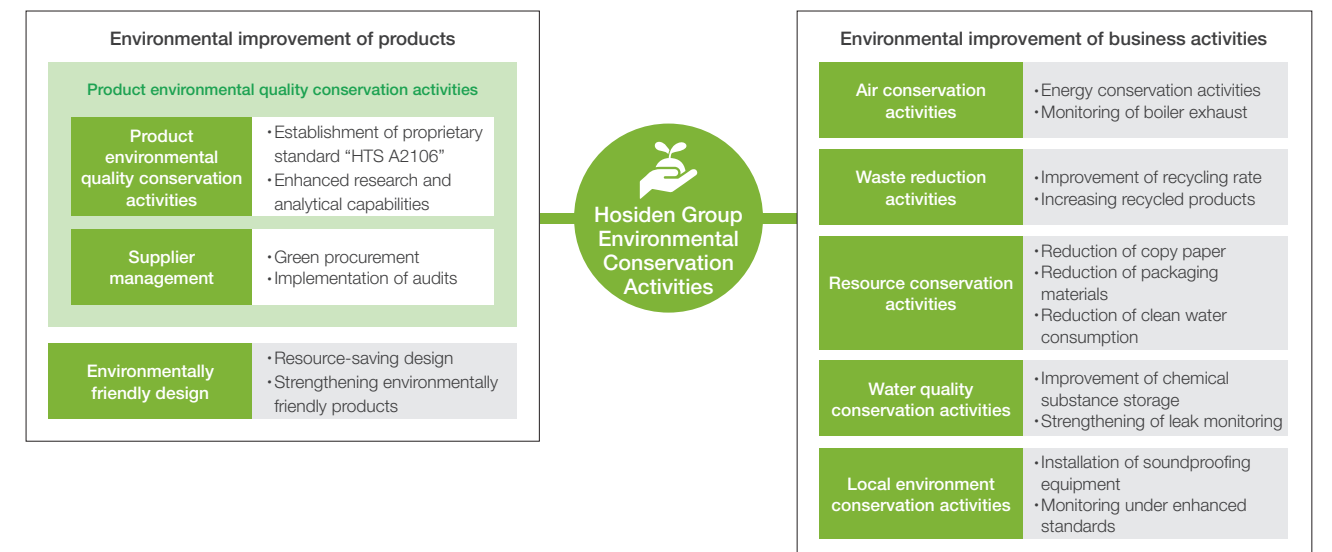 Environmental improvement of products
Product environmental quality conservation activities
Product
environmental
quality conservation
activities
・Establishment of proprietary
standard “HTS A2106”
・Enhanced research and
analytical capabilities
Supplier
management
・Green procurement
・Implementation of audits
Environmentally
friendly design
・Resource-saving design
・Strengthening environmentally
friendly products
Hosiden Group
Environmental
Conservation
Activities
Environmental improvement of business activities
Air conservation
activities
・Energy conservation activities
・Monitoring of boiler exhaust
Waste reduction
activities
・Improvement of recycling rate
・Increasing recycled products
Resource conservation
activities
・Reduction of copy paper
・Reduction of packaging
materials
・Reduction of clean water
consumption
Water quality
conservation activities
・Improvement of chemical
substance storage
・Strengthening of leak monitoring
Local environment
conservation activities
・Installation of soundproofing
equipment
・Monitoring under enhanced
standards